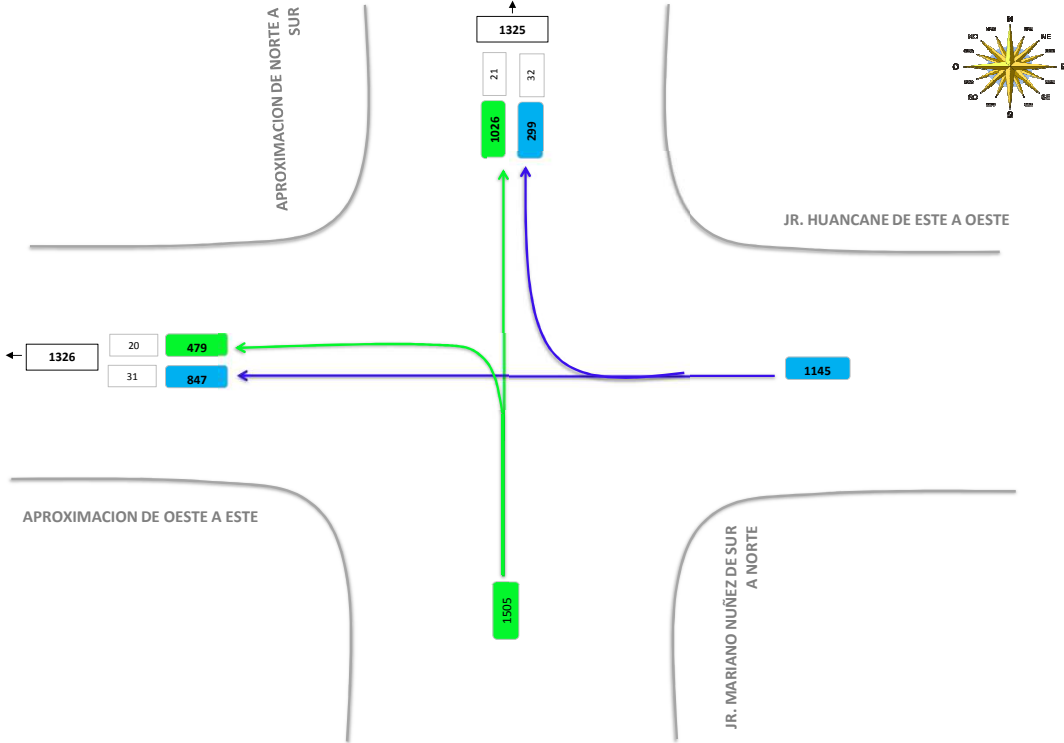 APROXIMACION DE NORTE A
SUR
1325
21
32
1026
299
N
NE
E
SE
S
SO
O
NO
JR. HUANCANE DE ESTE A OESTE
1326
20
479
31
847
1145
APROXIMACION DE OESTE A ESTE
1505
JR. MARIANO NUÑEZ DE SUR
A NORTE